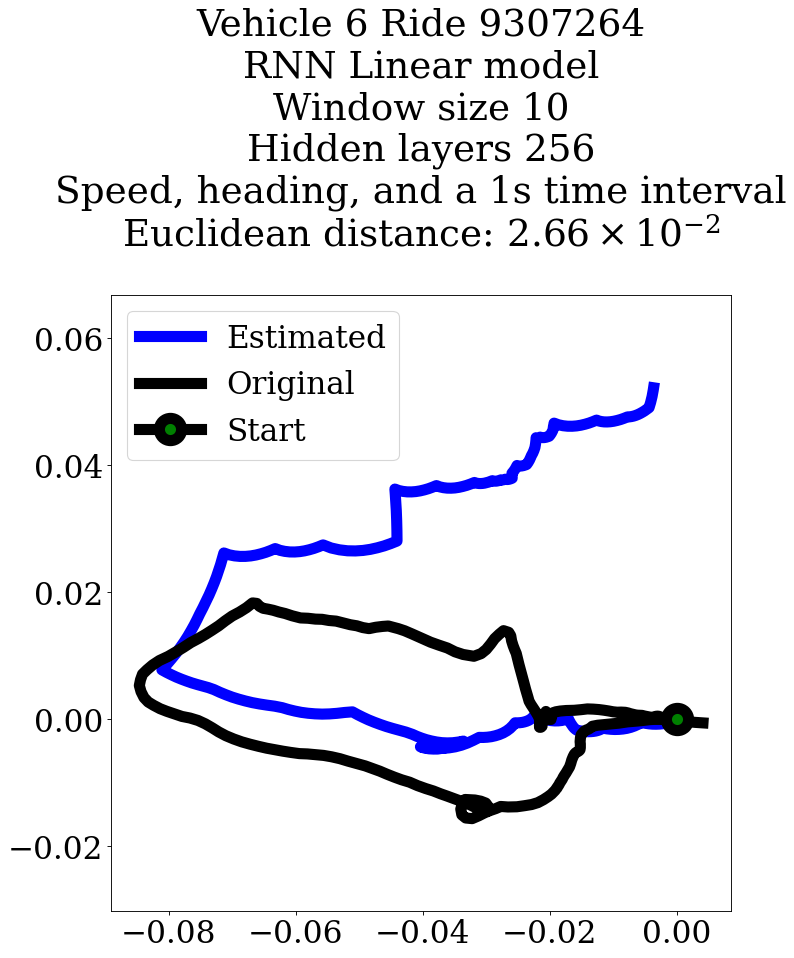 Vehicle 6 Ride 9307264
RNN Linear model
Window size 10
Hidden layers 256
Speed, heading, and a 1s time interval
Euclidean distance: 2.66 × 10⁻²
Estimated
Original
Start
0.06
0.04
0.02
0.00
−0.02
−0.08 −0.06 −0.04 −0.02 0.00